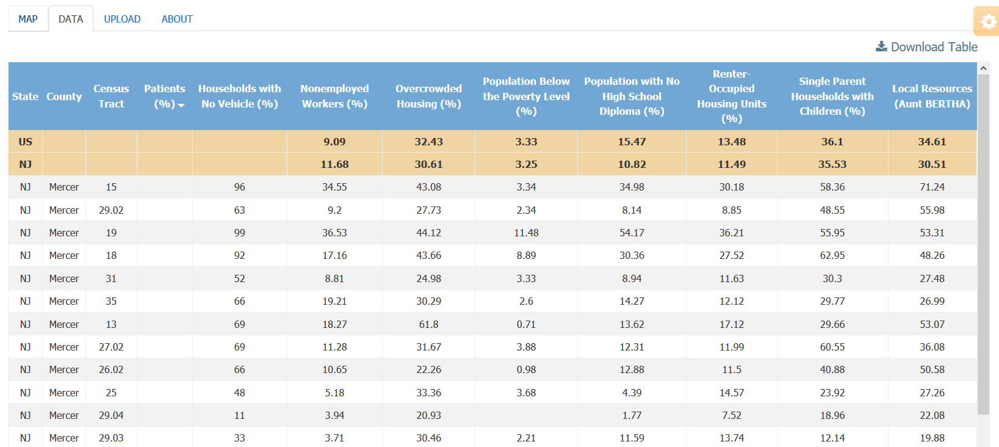 MAP DATA UPLOAD ABOUT
Download Table
State County Census Tract Patients (%) Households with No Vehicle (%) Nonemployed Workers (%) Overcrowded Housing (%) Population Below the Poverty Level (%) Population with No High School Diploma (%) Renter-Occupied Housing Units (%) Single Parent Households with Children (%) Local Resources (Aunt BERTHA)
US 9.09 32.43 3.33 15.47 13.48 36.1 34.61
NJ 11.68 30.61 3.25 10.82 11.49 35.53 30.51
NJ Mercer 15 96 34.55 43.08 3.34 34.98 30.18 58.36 71.24
NJ Mercer 29.02 63 9.2 27.73 2.34 8.14 8.85 48.55 55.98
NJ Mercer 19 99 36.53 44.12 11.48 54.17 36.21 55.95 53.31
NJ Mercer 18 92 17.16 43.66 8.89 30.36 27.52 62.95 48.26
NJ Mercer 31 52 8.81 24.98 3.33 8.94 11.63 30.3 27.48
NJ Mercer 35 66 19.21 30.29 2.6 14.27 12.12 29.77 26.99
NJ Mercer 13 69 18.27 61.8 0.71 13.62 17.12 29.66 53.07
NJ Mercer 27.02 69 11.28 31.67 3.88 12.31 11.99 60.55 36.08
NJ Mercer 26.02 66 10.65 22.26 0.98 12.88 11.5 40.88 50.58
NJ Mercer 25 48 5.18 33.36 3.68 4.39 14.57 23.92 27.26
NJ Mercer 29.04 11 3.94 20.93 1.77 7.52 18.96 22.08
NJ Mercer 29.03 33 3.71 30.46 2.21 11.59 13.74 12.14 19.88